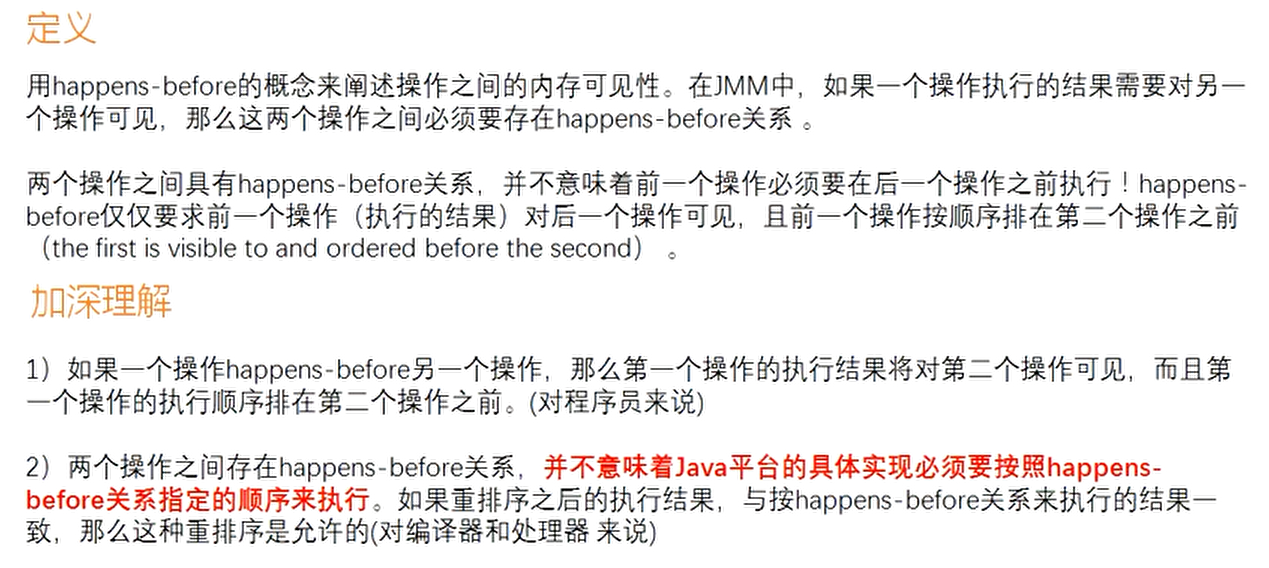 定义
用happens-before的概念来阐述操作之间的内存可见性。在JMM中，如果一个操作执行的结果需要对另一
个操作可见，那么这两个操作之间必须要存在happens-before关系 。
两个操作之间具有happens-before关系，并不意味着前一个操作必须要在后一个操作之前执行！happens-
before仅仅要求前一个操作（执行的结果）对后一个操作可见，且前一个操作按顺序排在第二个操作之前
（the first is visible to and ordered before the second） 。
加深理解
1）如果一个操作happens-before另一个操作，那么第一个操作的执行结果将对第二个操作可见，而且第
一个操作的执行顺序排在第二个操作之前。(对程序员来说)
2）两个操作之间存在happens-before关系，并不意味着Java平台的具体实现必须要按照happens-
before关系指定的顺序来执行。如果重排序之后的执行结果，与按happens-before关系来执行的结果一
致，那么这种重排序是允许的(对编译器和处理器 来说)